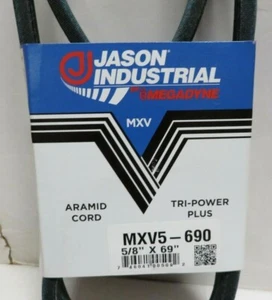 JASON
INDUSTRIAL
MEGADYNE
MXV
ARAMID
CORD
TRI-POWER
PLUS
MXV5-690
5/8" X 69"